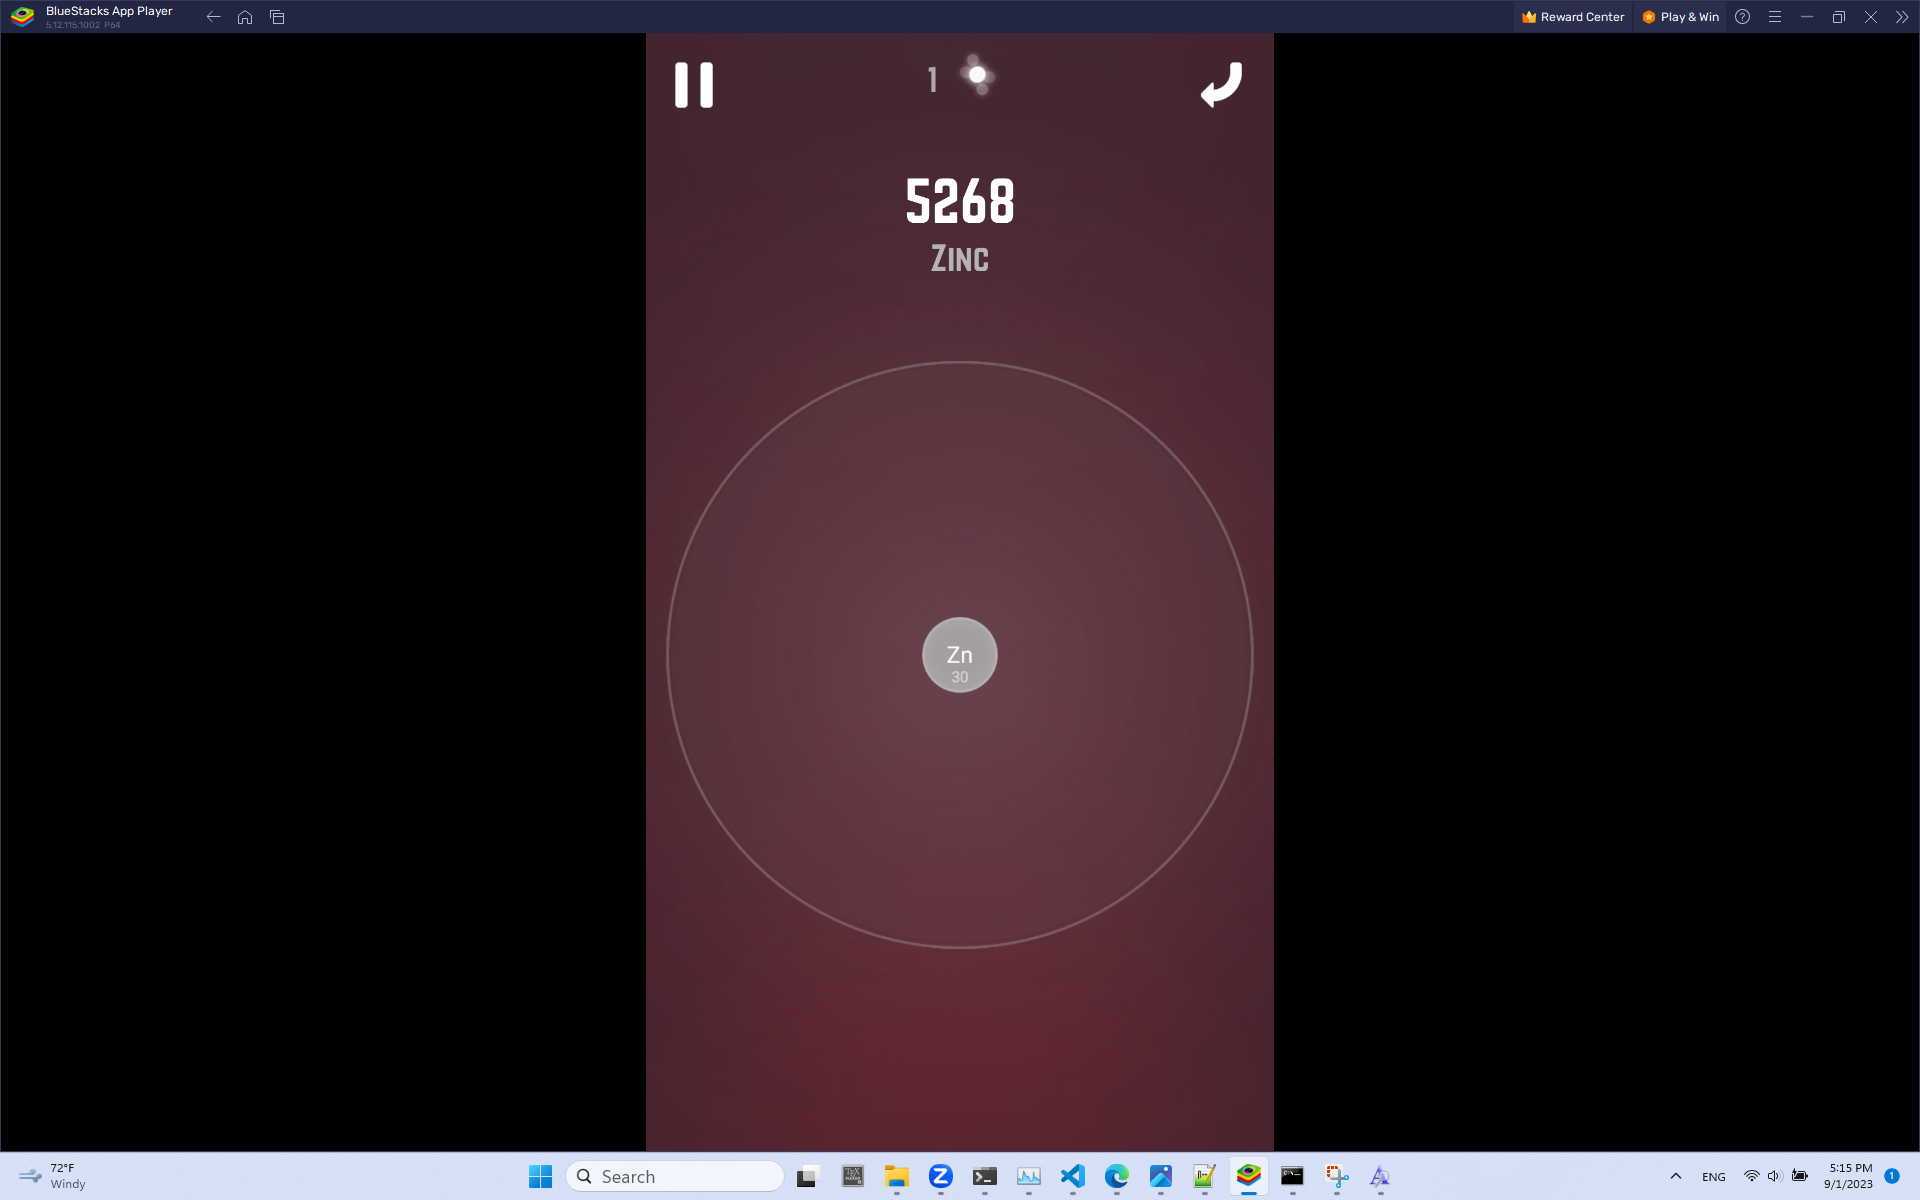 BlueStacks App Player
5.12.115.1002 P64
Reward Center
Play & Win
1
5268
Zinc
Zn
30
72°F
Windy
Search
ENG
5:15 PM
9/1/2023
1